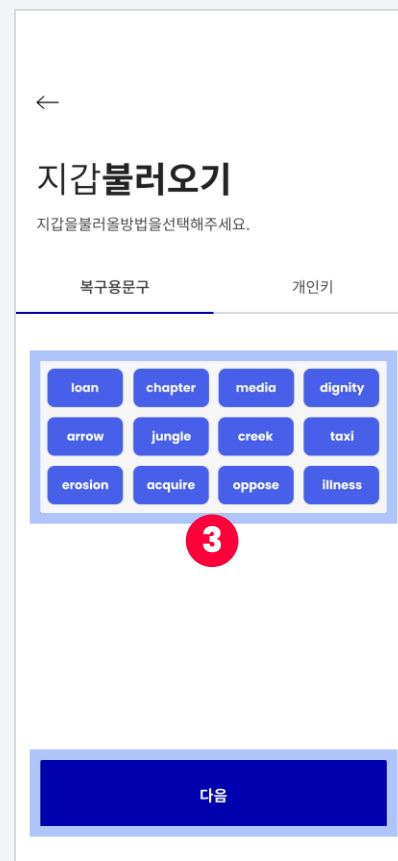 지갑불러오기
지갑을불러올방법을선택해주세요.
복구용문구 개인키
loan chapter media dignity
arrow jungle creek taxi
erosion acquire oppose illness
3
다음